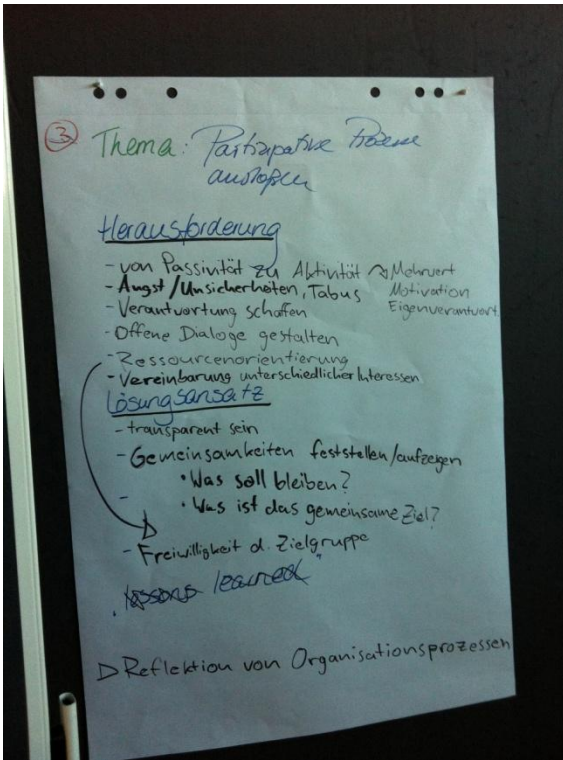 3 Thema: Partizipative Prozesse
auslösen
Herausforderung
- von Passivität zu Aktivität ~> Mehrwert
- Angst/Unsicherheiten, Tabus Motivation
- Verantwortung schaffen Eigenverantwort.
- Offene Dialoge gestalten
- Ressourcenorientierung
- Vereinbarung unterschiedlicher Interessen
Lösungsansatz
- transparent sein
- Gemeinsamkeiten feststellen/aufzeigen
• Was soll bleiben?
- • Was ist das gemeinsame Ziel?
- Freiwilligkeit d. Zielgruppe
"lessons learned"
▷ Reflektion von Organisationsprozessen